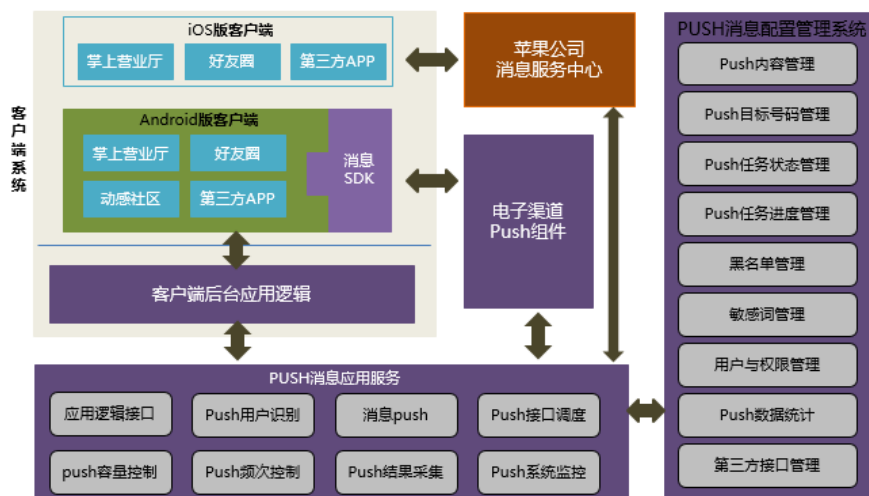 客户端系统
iOS版客户端
掌上营业厅
好友圈
第三方APP
Android版客户端
掌上营业厅
好友圈
动感社区
第三方APP
消息
SDK
客户端后台应用逻辑
苹果公司
消息服务中心
电子渠道
Push组件
PUSH消息应用服务
应用逻辑接口
Push用户识别
消息push
Push接口调度
push容量控制
Push频次控制
Push结果采集
Push系统监控
PUSH消息配置管理系统
Push内容管理
Push目标号码管理
Push任务状态管理
Push任务进度管理
黑名单管理
敏感词管理
用户与权限管理
Push数据统计
第三方接口管理